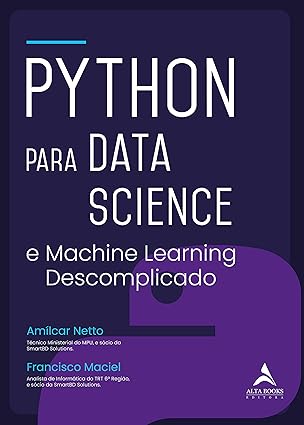 PYTHON
PARA DATA
SCIENCE
e Machine Learning
Descomplicado
Amílcar Netto
Técnico Ministerial do MPU, e sócio da
SmartBD Solutions.
Francisco Maciel
Analista de Informática do TRT 6ª Região,
e sócio da SmartBD Solutions.
ALTA BOOKS
EDITORA